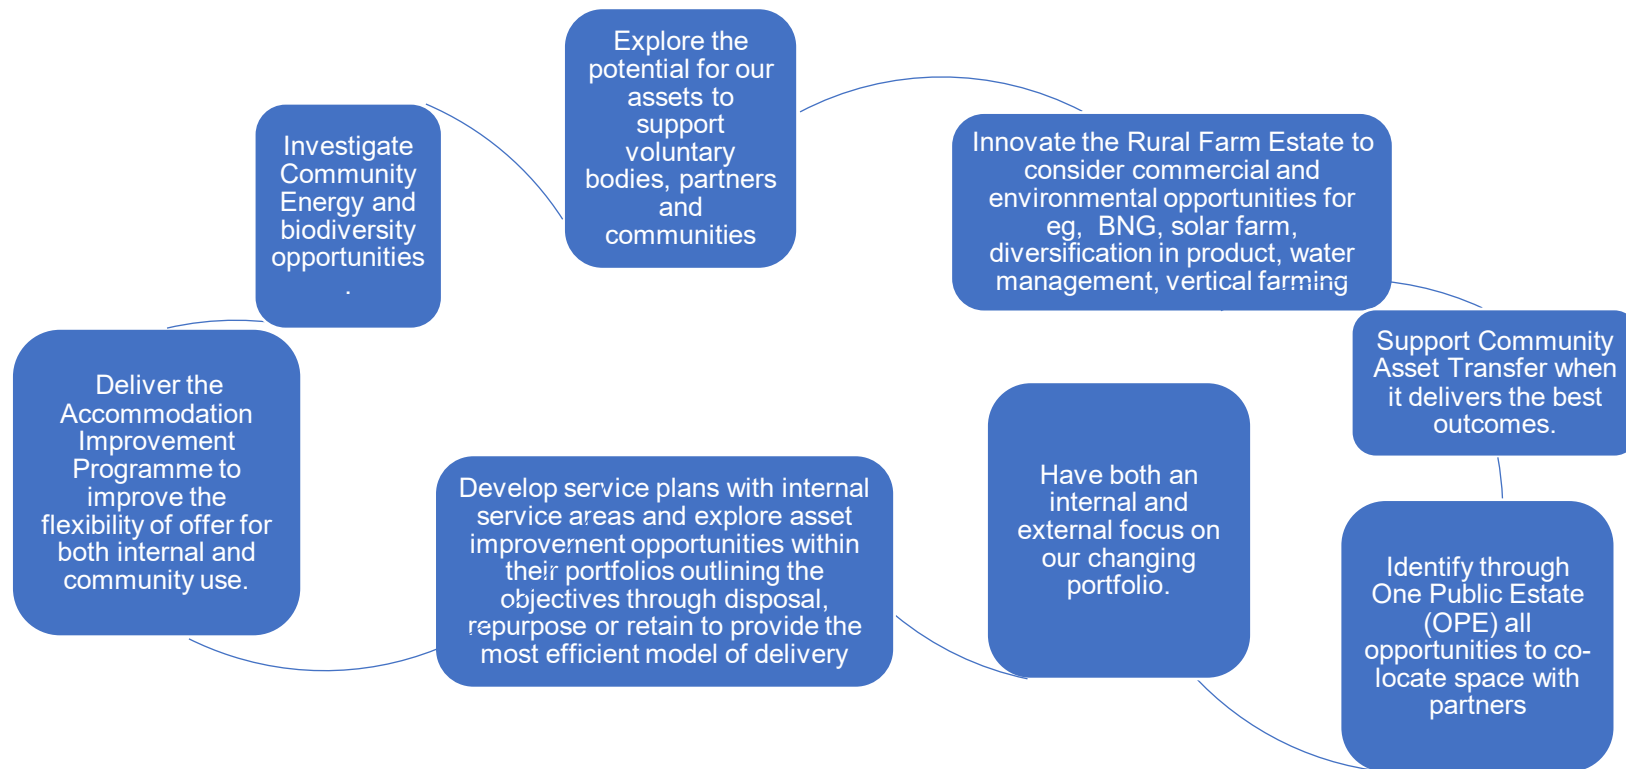 Explore the
potential for our
assets to
support
voluntary
bodies, partners
and
communities
Innovate the Rural Farm Estate to
consider commercial and
environmental opportunities for
eg,  BNG, solar farm,
diversification in product, water
management, vertical farming
Support Community
Asset Transfer when
it delivers the best
outcomes.
Identify through
One Public Estate
(OPE) all
opportunities to co-
locate space with
partners
Have both an
internal and
external focus on
our changing
portfolio.
Develop service plans with internal
service areas and explore asset
improvement opportunities within
their portfolios outlining the
objectives through disposal,
repurpose or retain to provide the
most efficient model of delivery
Deliver the
Accommodation
Improvement
Programme to
improve the
flexibility of offer for
both internal and
community use.
Investigate
Community
Energy and
biodiversity
opportunities
.